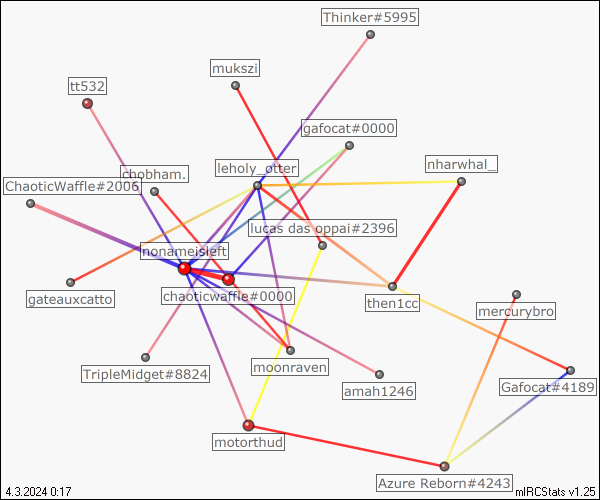 Thinker#5995
mukszi
tt532
gafocat#0000
nharwhal_
leholy_otter
chobham.
ChaoticWaffle#2006
lucas das oppai#2396
nonameisleft
chaoticwaffle#0000
gateauxcatto
then1cc
mercurybro
TripleMidget#8824
moonraven
amah1246
Gafocat#4189
motorthud
Azure Reborn#4243
4.3.2024 0:17
mIRCStats v1.25